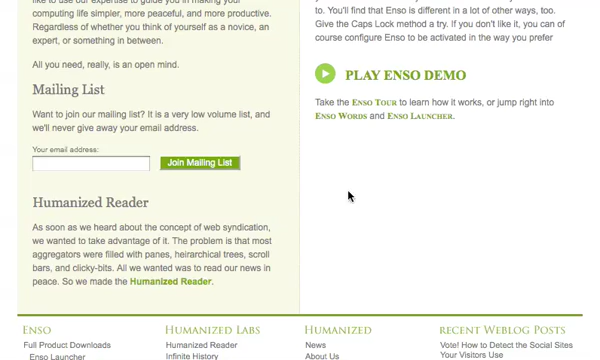 like to use our expertise to guide you in making your
computing life simpler, more peaceful, and more productive.
Regardless of whether you think of yourself as a novice, an
expert, or something in between.
All you need, really, is an open mind.
Mailing List
Want to join our mailing list? It is a very low volume list, and
we'll never give away your email address.
Your email address:
Join Mailing List
Humanized Reader
As soon as we heard about the concept of web syndication,
we wanted to take advantage of it. The problem is that most
aggregators were filled with panes, heirarchical trees, scroll
bars, and clicky-bits. All we wanted was to read our news in
peace. So we made the Humanized Reader.
to. You'll find that Enso is different in a lot of other ways, too.
Give the Caps Lock method a try. If you don't like it, you can of
course configure Enso to be activated in the way you prefer
PLAY ENSO DEMO
Take the Enso Tour to learn how it works, or jump right into
Enso Words and Enso Launcher.
Enso
Full Product Downloads
Enso Launcher
Humanized Labs
Humanized Reader
Infinite History
Humanized
News
About Us
recent Weblog Posts
Vote! How to Detect the Social Sites
Your Visitors Use